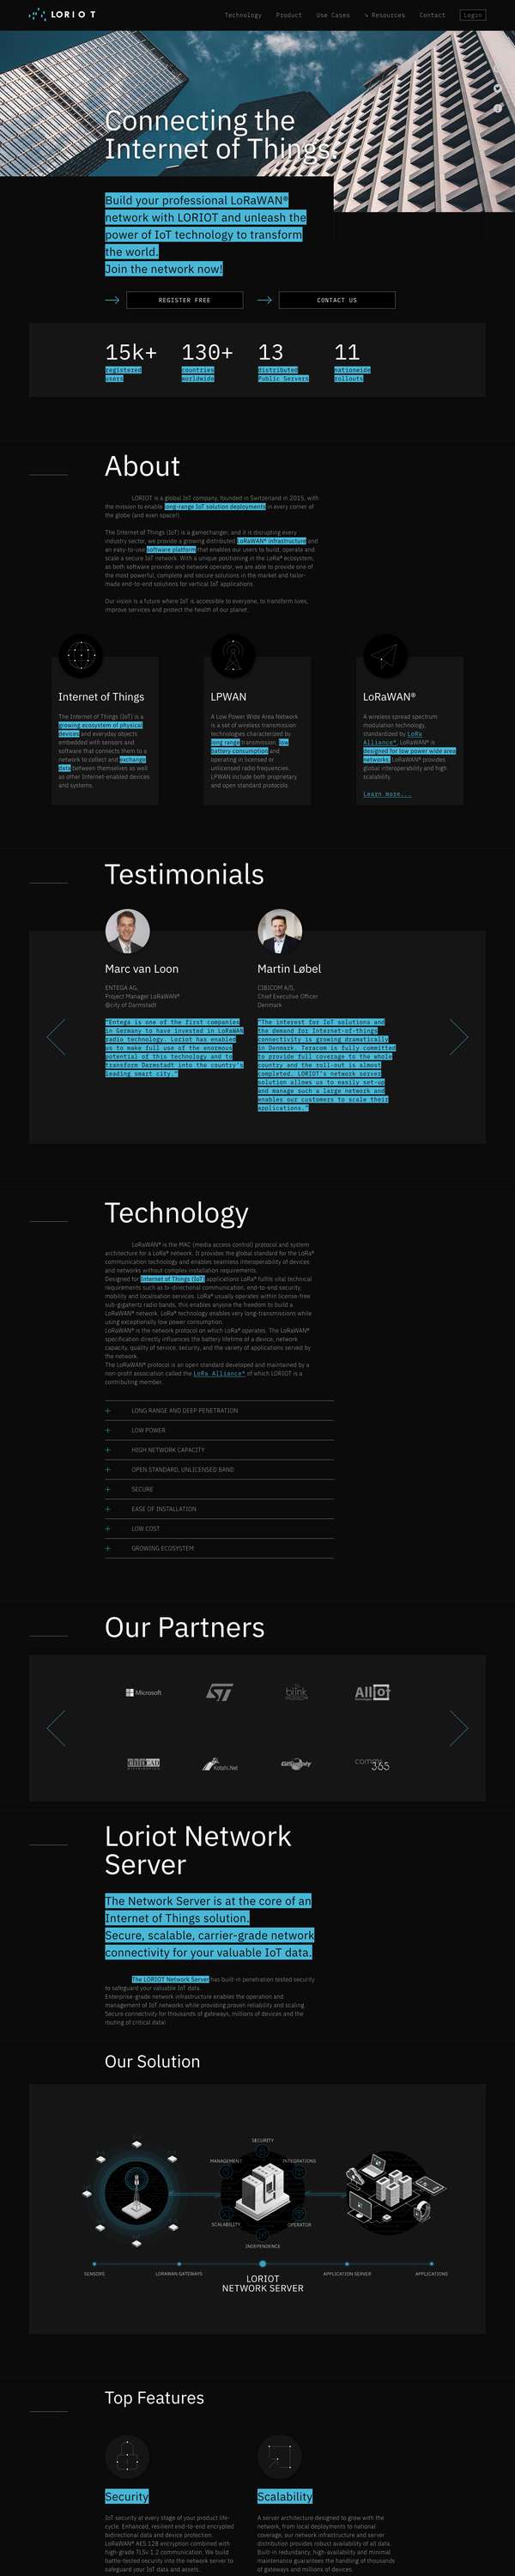 LORIOT
Technology Product Use Cases ↘ Resources Contact Login
Connecting the
Internet of Things.
Build your professional LoRaWAN®
network with LORIOT and unleash the
power of IoT technology to transform
the world.
Join the network now!
REGISTER FREE CONTACT US
15k+ 130+ 13 11
registered countries distributed nationwide
users worldwide Public Servers rollouts
About
LORIOT is a global IoT company, founded in Switzerland in 2015, with
the mission to enable long-range IoT solution deployments in every corner of
the globe (and even space!).
The Internet of Things (IoT) is a gamechanger, and it is disrupting every
industry sector, we provide a growing distributed LoRaWAN® infrastructure and
an easy-to-use software platform that enables our users to build, operate and
scale a secure IoT network. With a unique positioning in the LoRa® ecosystem,
as both software provider and network operator, we are able to provide one of
the most powerful, complete and secure solutions in the market and tailor-
made end-to-end solutions for vertical IoT applications.
Our vision is a future where IoT is accessible to everyone, to transform lives,
improve services and protect the health of our planet.
Internet of Things
The Internet of Things (IoT) is a
growing ecosystem of physical
devices and everyday objects
embedded with sensors and
software that connects them to a
network to collect and exchange
data between themselves as well
as other Internet-enabled devices
and systems.
LPWAN
A Low Power Wide Area Network
is a set of wireless transmission
technologies characterized by
long range transmission, low
battery consumption and
operating in licensed or
unlicensed radio frequencies.
LPWAN include both proprietary
and open standard protocols.
LoRaWAN®
A wireless spread spectrum
modulation technology,
standardized by LoRa
Alliance®. LoRaWAN® is
designed for low power wide area
networks. LoRaWAN® provides
global interoperability and high
scalability.
Learn more...
Testimonials
Marc van Loon
ENTEGA AG,
Project Manager LoRaWAN®
@city of Darmstadt
"Entega is one of the first companies
in Germany to have invested in LoRaWAN
radio technology. Loriot has enabled
us to make full use of the enormous
potential of this technology and to
transform Darmstadt into the country's
leading smart city."
Martin Løbel
CIBICOM A/S,
Chief Executive Officer
Denmark
"The interest for IoT solutions and
the demand for Internet-of-things
connectivity is growing dramatically
in Denmark. Teracom is fully committed
to provide full coverage to the whole
country and the roll-out is almost
completed. LORIOT's network server
solution allows us to easily set-up
and manage such a large network and
enables our customers to scale their
applications."
Technology
LoRaWAN® is the MAC (media access control) protocol and system
architecture for a LoRa® network. It provides the global standard for the LoRa®
communication technology and enables seamless interoperability of devices
and networks without complex installation requirements.
Designed for Internet of Things (IoT) applications LoRa® fulfils vital technical
requirements such as bi-directional communication, end-to-end security,
mobility and localisation services. LoRa® usually operates within license-free
sub-gigahertz radio bands, this enables anyone the freedom to build a
LoRaWAN® network. LoRa® technology enables very long-transmissions while
using exceptionally low power consumption.
LoRaWAN® is the network protocol on which LoRa® operates. The LoRaWAN®
specification directly influences the battery lifetime of a device, network
capacity, quality of service, security, and the variety of applications served by
the network.
The LoRaWAN® protocol is an open standard developed and maintained by a
non-profit association called the LoRa Alliance® of which LORIOT is a
contributing member.
+ LONG RANGE AND DEEP PENETRATION
+ LOW POWER
+ HIGH NETWORK CAPACITY
+ OPEN STANDARD, UNLICENSED BAND
+ SECURE
+ EASE OF INSTALLATION
+ LOW COST
+ GROWING ECOSYSTEM
Our Partners
Microsoft ST blink Allot
CHIPCAD Kotahi.Net comms
365
Loriot Network
Server
The Network Server is at the core of an
Internet of Things solution.
Secure, scalable, carrier-grade network
connectivity for your valuable IoT data.
The LORIOT Network Server has built-in penetration tested security
to safeguard your valuable IoT data.
Enterprise-grade network infrastructure enables the operation and
management of IoT networks while providing proven reliability and scaling.
Secure connectivity for thousands of gateways, millions of devices and the
routing of critical data!
Our Solution
SECURITY
MANAGEMENT INTEGRATIONS
SCALABILITY OPERATOR
INDEPENDENCE
SENSORS LORAWAN GATEWAYS LORIOT APPLICATION SERVER APPLICATIONS
NETWORK SERVER
Top Features
Security
IoT security at every stage of your product life-
cycle. Enhanced, resilient end-to-end encrypted
bidirectional data and device protection.
LoRaWAN® AES 128 encryption combined with
high-grade TLSv 1.2 communication. We build
battle-tested security into the network server to
safeguard your IoT data and assets.
Scalability
A server architecture designed to grow with the
network, from local deployments to national
coverage, our network infrastructure and server
distribution provides robust availability of all data.
Built-in redundancy, high-availability and minimal
maintenance guarantees the handling of thousands
of gateways and millions of devices.